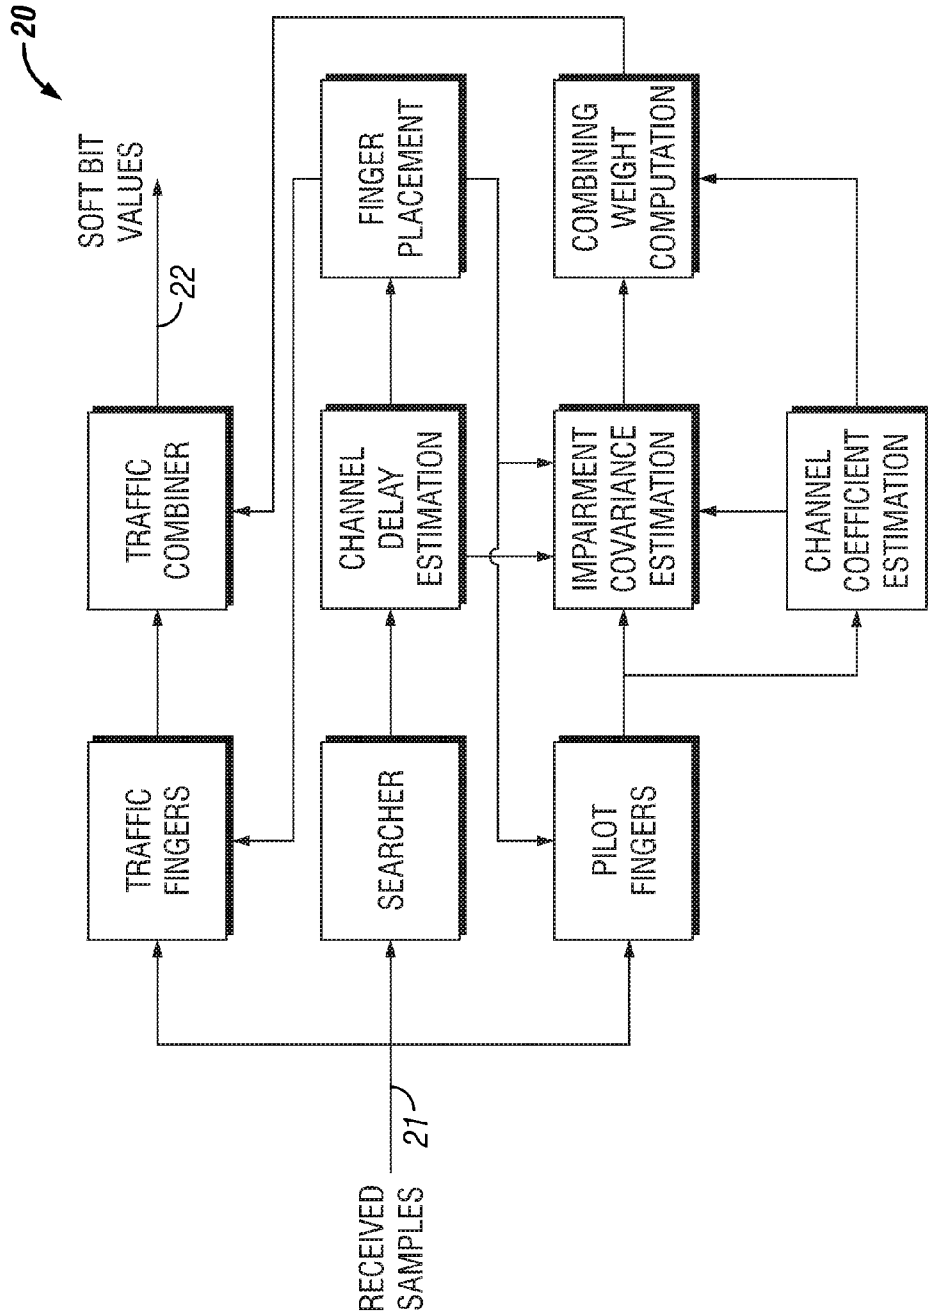 20
SOFT BIT
VALUES
22
TRAFFIC
FINGERS
TRAFFIC
COMBINER
RECEIVED
SAMPLES
21
SEARCHER
CHANNEL
DELAY
ESTIMATION
FINGER
PLACEMENT
PILOT
FINGERS
IMPAIRMENT
COVARIANCE
ESTIMATION
COMBINING
WEIGHT
COMPUTATION
CHANNEL
COEFFICIENT
ESTIMATION